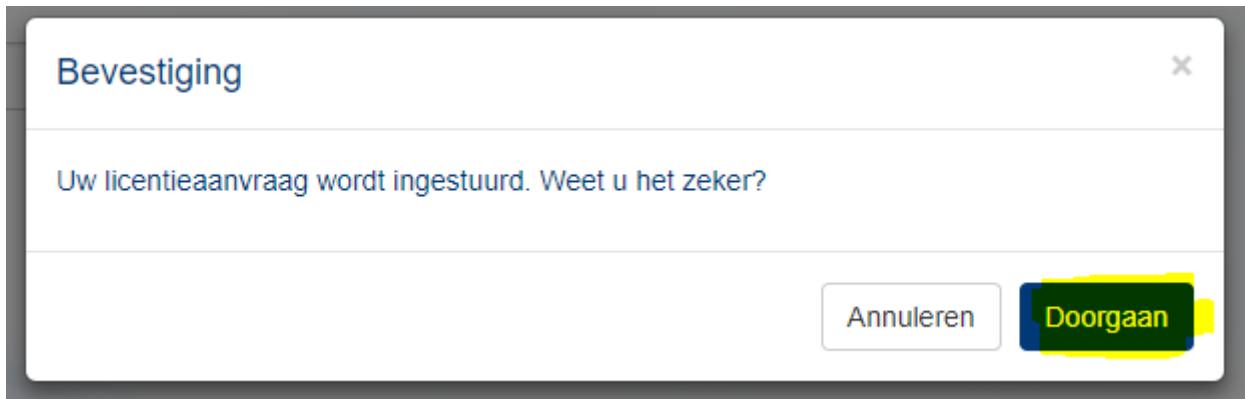 Bevestiging ×
Uw licentieaanvraag wordt ingestuurd. Weet u het zeker?
Annuleren Doorgaan